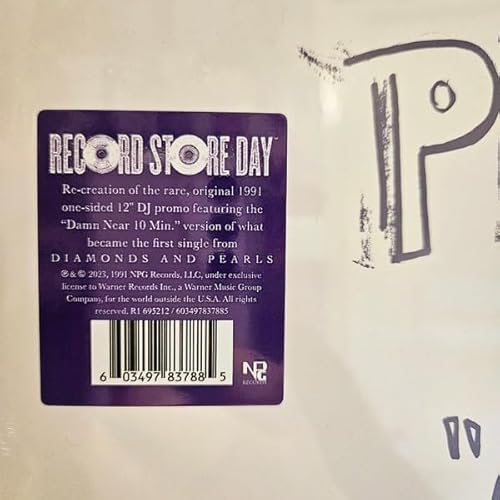 P
RECORD STORE DAY™
Re-creation of the rare, original 1991
one-sided 12" DJ promo featuring the
"Damn Near 10 Min." version of what
became the first single from
DIAMONDS AND PEARLS
℗ & © 2023, 1991 NPG Records, LLC, under exclusive
license to Warner Records Inc., a Warner Music Group
Company, for the world outside the U.S.A. All rights
reserved. R1 695212 / 603497837885
6 03497 83788 5
NPG
RECORDS
"